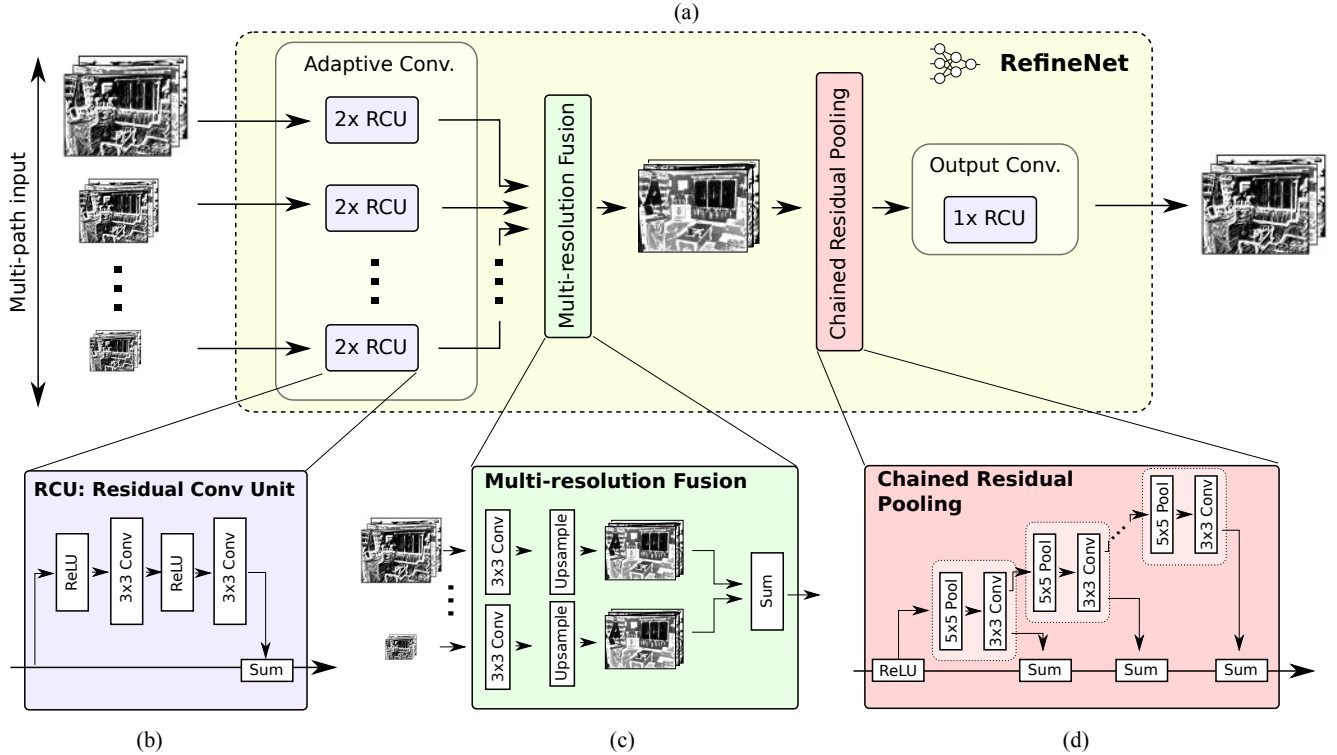 (a)
Multi-path input
Adaptive Conv.
2x RCU
2x RCU
2x RCU
Multi-resolution Fusion
Chained Residual Pooling
RefineNet
Output Conv.
1x RCU
RCU: Residual Conv Unit
ReLU
3x3 Conv
ReLU
3x3 Conv
Sum
Multi-resolution Fusion
3x3 Conv
Upsample
3x3 Conv
Upsample
Sum
Chained Residual
Pooling
ReLU
5x5 Pool
3x3 Conv
5x5 Pool
3x3 Conv
5x5 Pool
3x3 Conv
Sum
Sum
Sum
(b)
(c)
(d)